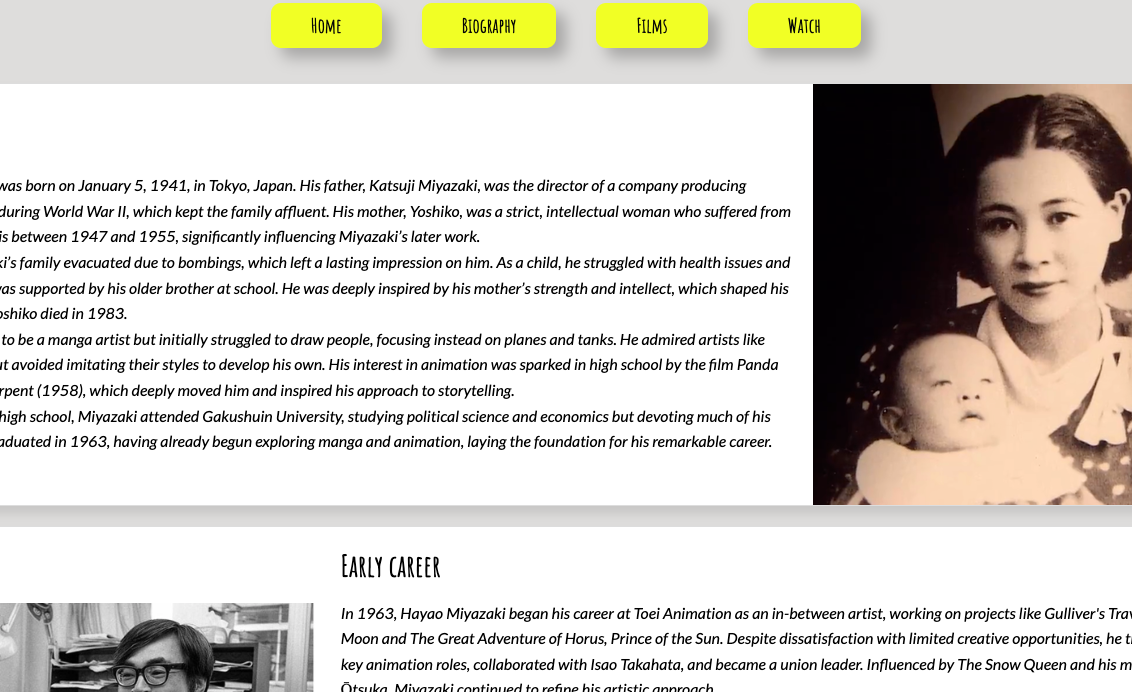 Home
Biography
Films
Watch
was born on January 5, 1941, in Tokyo, Japan. His father, Katsuji Miyazaki, was the director of a company producing
during World War II, which kept the family affluent. His mother, Yoshiko, was a strict, intellectual woman who suffered from
is between 1947 and 1955, significantly influencing Miyazaki's later work.
ki's family evacuated due to bombings, which left a lasting impression on him. As a child, he struggled with health issues and
was supported by his older brother at school. He was deeply inspired by his mother's strength and intellect, which shaped his
oshiko died in 1983.
to be a manga artist but initially struggled to draw people, focusing instead on planes and tanks. He admired artists like
ut avoided imitating their styles to develop his own. His interest in animation was sparked in high school by the film Panda
rpent (1958), which deeply moved him and inspired his approach to storytelling.
high school, Miyazaki attended Gakushuin University, studying political science and economics but devoting much of his
aduated in 1963, having already begun exploring manga and animation, laying the foundation for his remarkable career.
Early career
In 1963, Hayao Miyazaki began his career at Toei Animation as an in-between artist, working on projects like Gulliver's Trav
Moon and The Great Adventure of Horus, Prince of the Sun. Despite dissatisfaction with limited creative opportunities, he t
key animation roles, collaborated with Isao Takahata, and became a union leader. Influenced by The Snow Queen and his m
Ōtsuka, Miyazaki continued to refine his artistic approach.